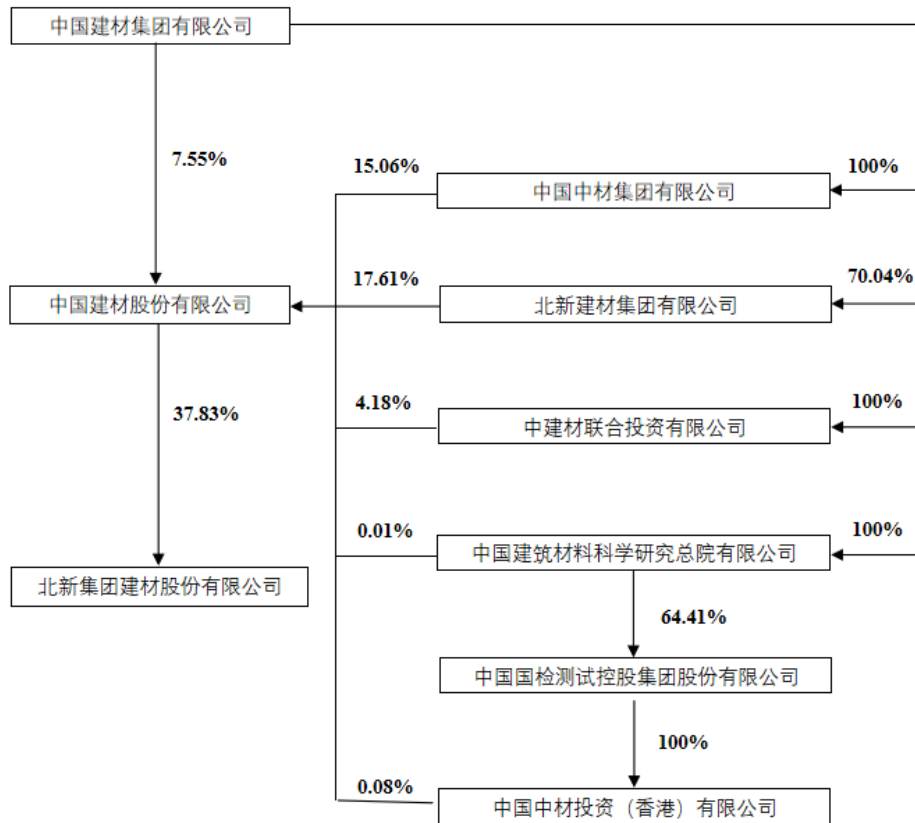 中国建材集团有限公司
7.55%
15.06%
100%
中国中材集团有限公司
17.61%
70.04%
中国建材股份有限公司
北新建材集团有限公司
37.83%
4.18%
100%
中建材联合投资有限公司
0.01%
100%
中国建筑材料科学研究总院有限公司
北新集团建材股份有限公司
64.41%
中国国检测试控股集团股份有限公司
100%
0.08%
中国中材投资（香港）有限公司